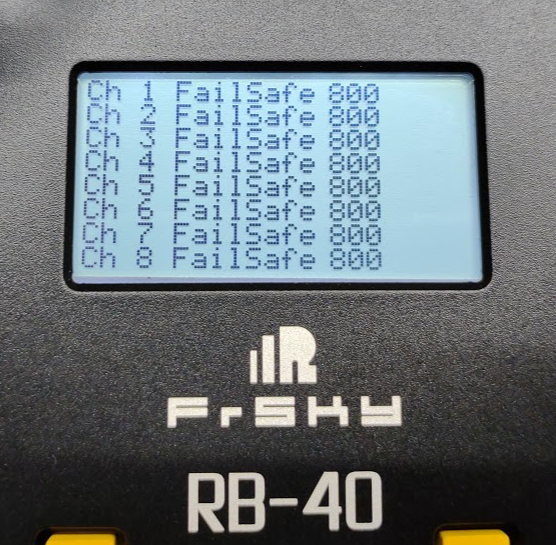 Ch 1 FailSafe 800
Ch 2 FailSafe 800
Ch 3 FailSafe 800
Ch 4 FailSafe 800
Ch 5 FailSafe 800
Ch 6 FailSafe 800
Ch 7 FailSafe 800
Ch 8 FailSafe 800
FrSky
RB-40